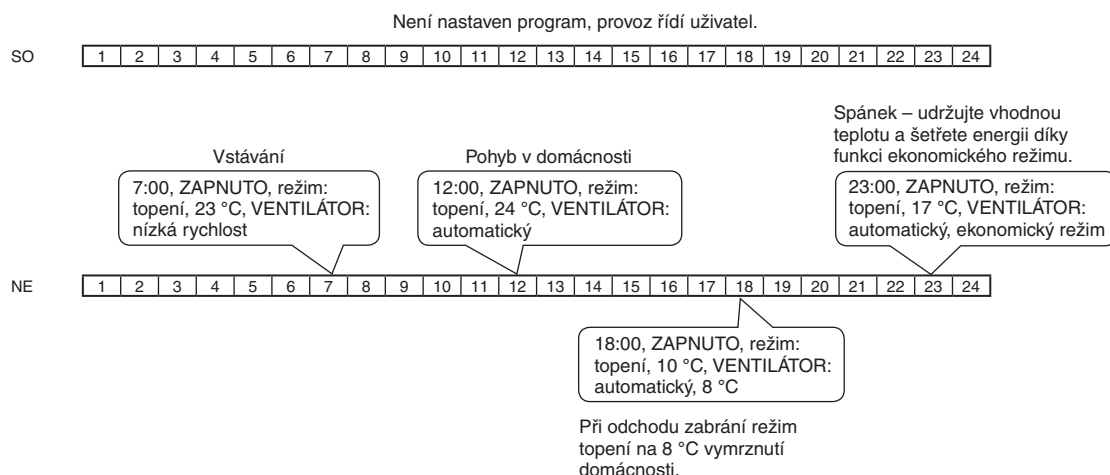 Není nastaven program, provoz řídí uživatel.
SO 1 2 3 4 5 6 7 8 9 10 11 12 13 14 15 16 17 18 19 20 21 22 23 24
Vstávání
7:00, ZAPNUTO, režim:
topení, 23 °C, VENTILÁTOR:
nízká rychlost
Pohyb v domácnosti
12:00, ZAPNUTO, režim:
topení, 24 °C, VENTILÁTOR:
automatický
Spánek – udržujte vhodnou
teplotu a šetřete energii díky
funkci ekonomického režimu.
23:00, ZAPNUTO, režim:
topení, 17 °C, VENTILÁTOR:
automatický, ekonomický režim
NE 1 2 3 4 5 6 7 8 9 10 11 12 13 14 15 16 17 18 19 20 21 22 23 24
18:00, ZAPNUTO, režim:
topení, 10 °C, VENTILÁTOR:
automatický, 8 °C
Při odchodu zabrání režim
topení na 8 °C vymrznutí
domácnosti.